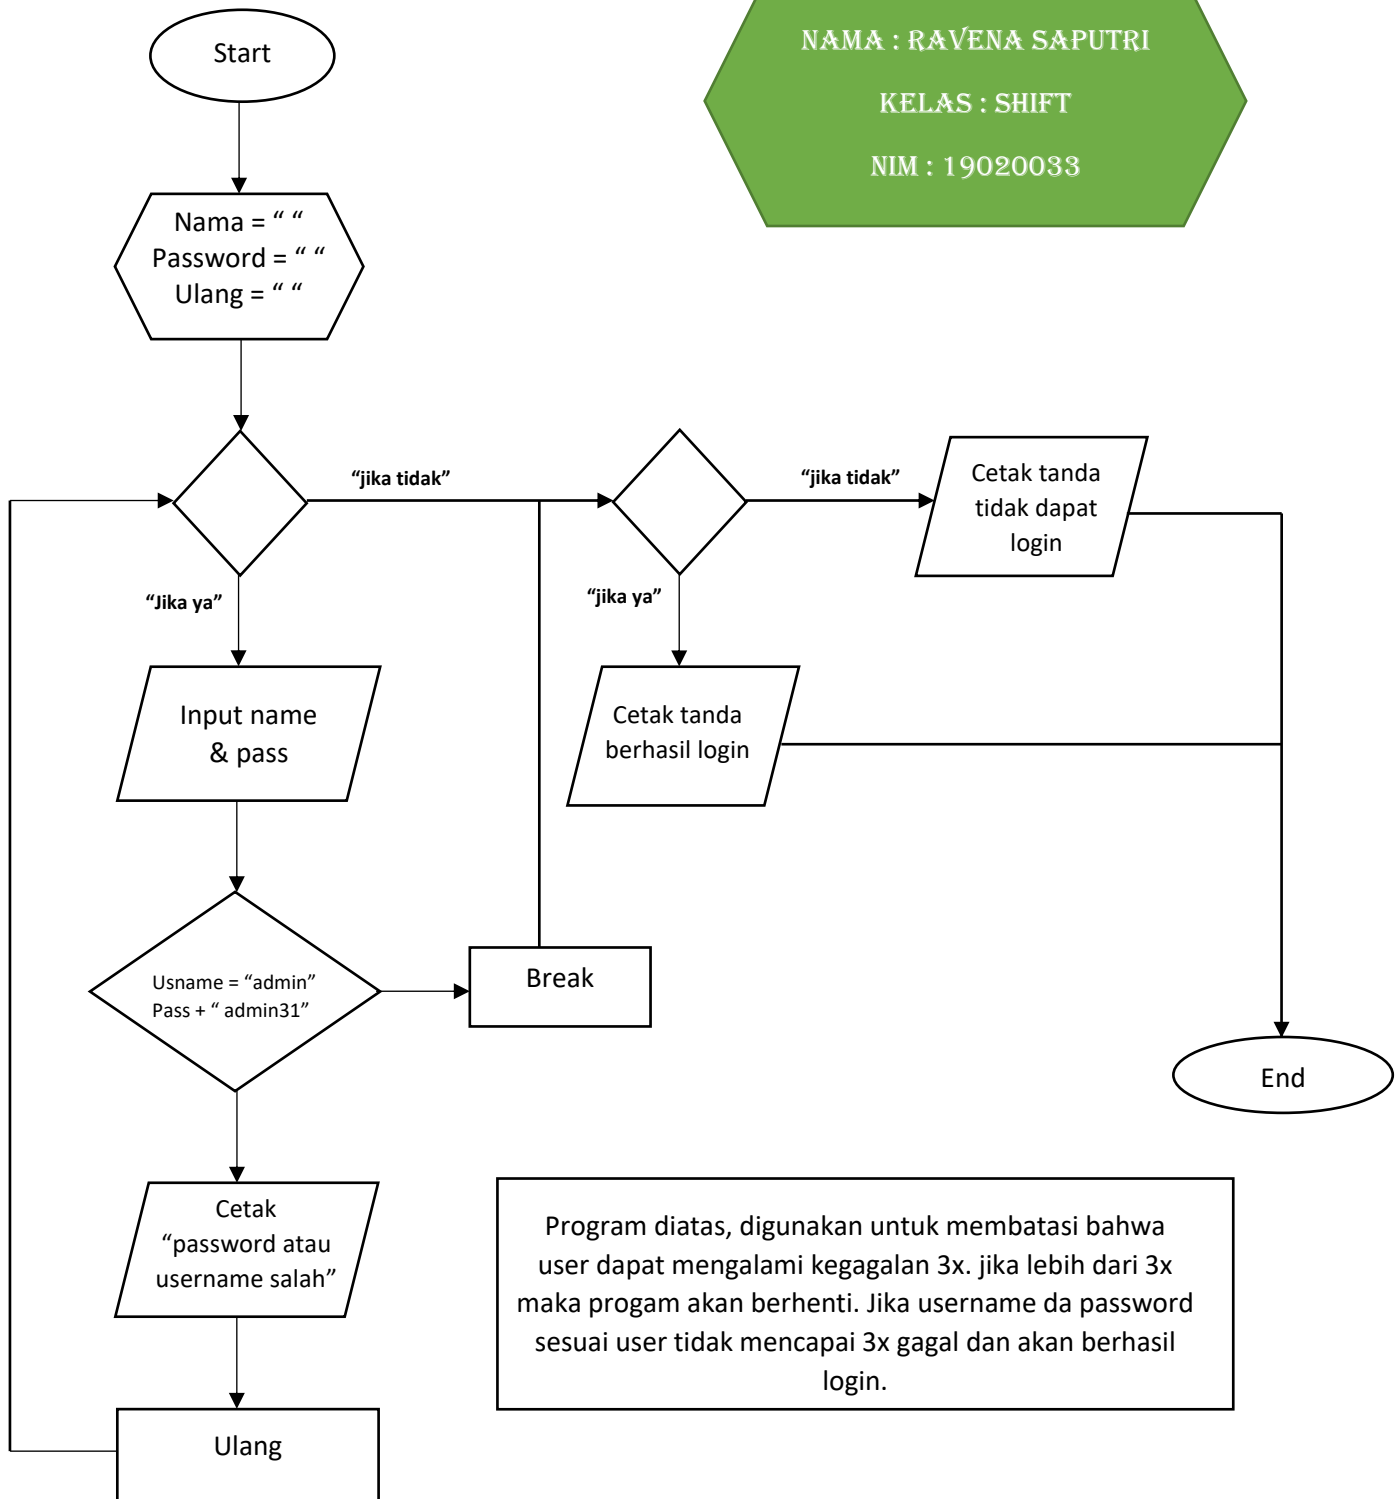 Start
NAMA : RAVENA SAPUTRI
KELAS : SHIFT
NIM : 19020033
Nama = “ “
Password = “ “
Ulang = “ “
“jika tidak”
“jika tidak”
Cetak tanda
tidak dapat
login
“Jika ya”
“jika ya”
Input name
& pass
Cetak tanda
berhasil login
Usname = “admin”
Pass + “ admin31”
Break
End
Cetak
“password atau
username salah”
Program diatas, digunakan untuk membatasi bahwa
user dapat mengalami kegagalan 3x. jika lebih dari 3x
maka progam akan berhenti. Jika username da password
sesuai user tidak mencapai 3x gagal dan akan berhasil
login.
Ulang